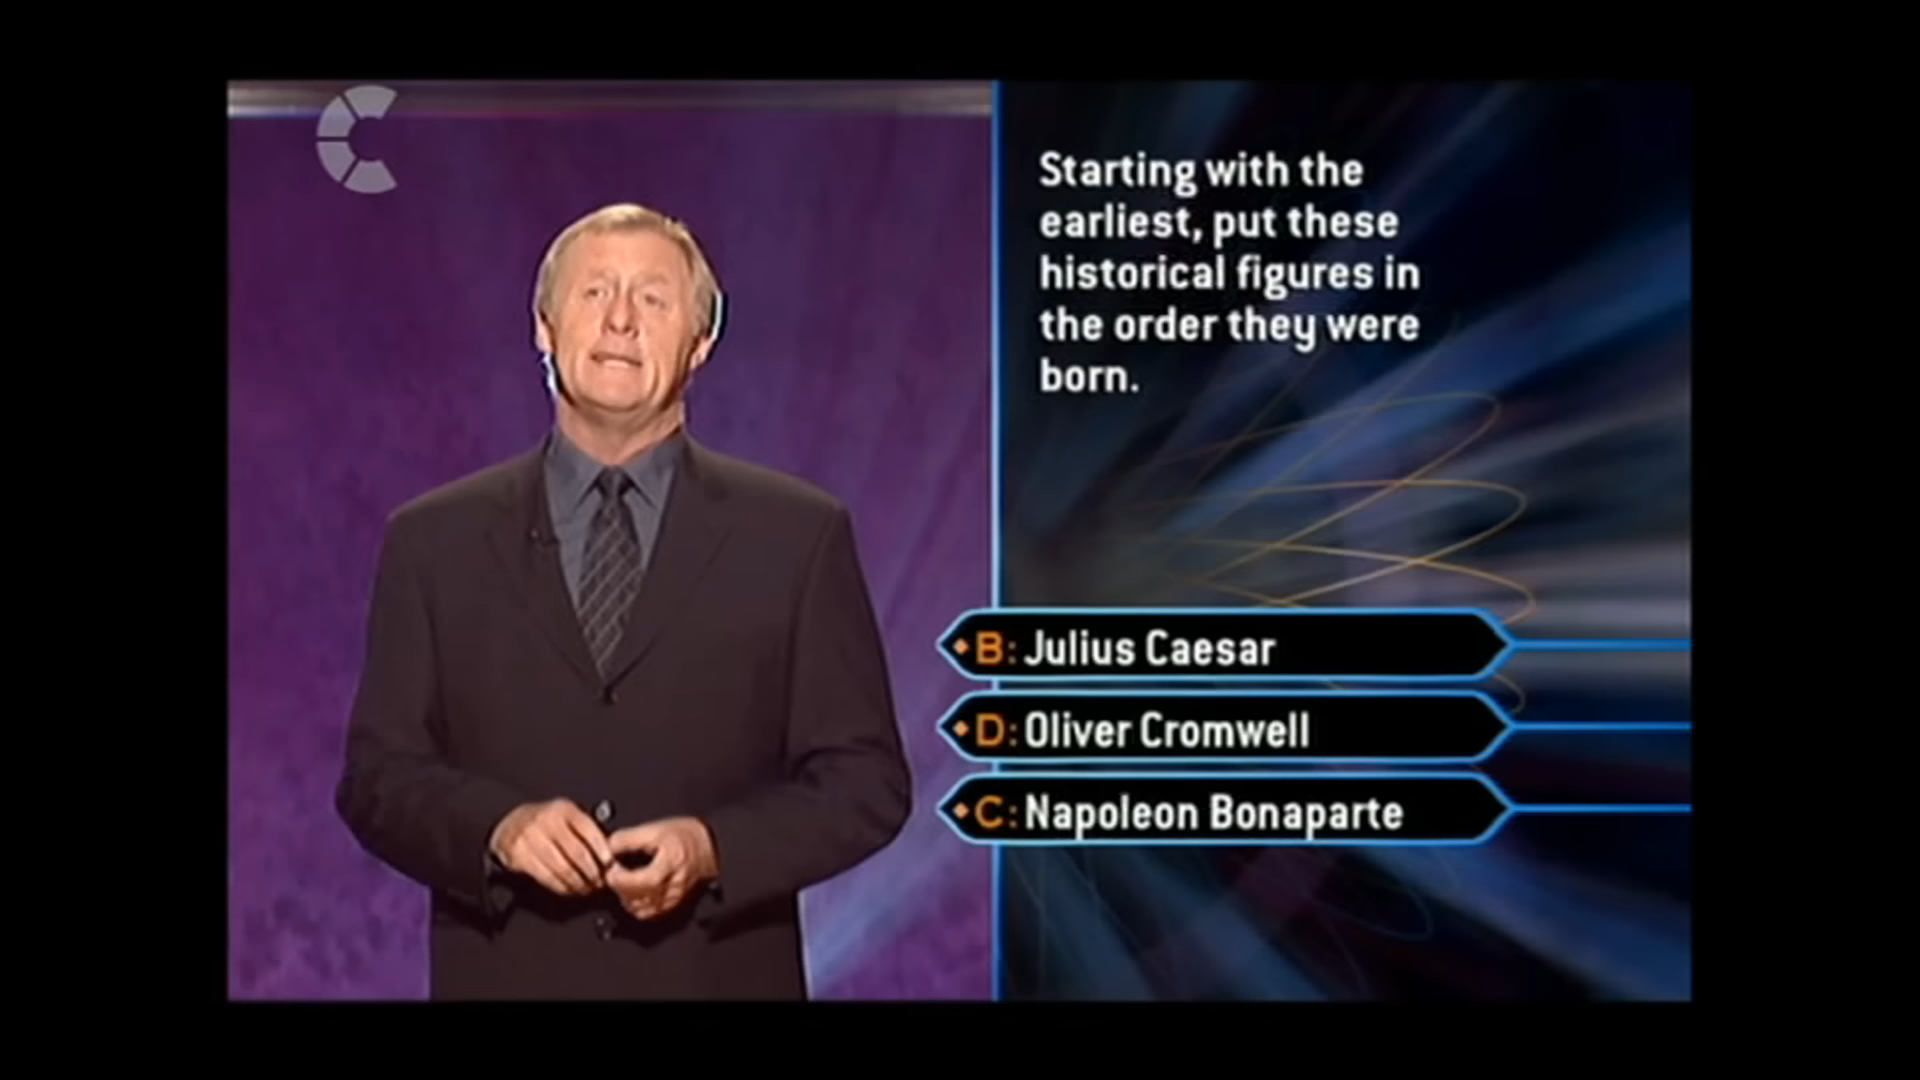 Starting with the
earliest, put these
historical figures in
the order they were
born.
B: Julius Caesar
D: Oliver Cromwell
C: Napoleon Bonaparte